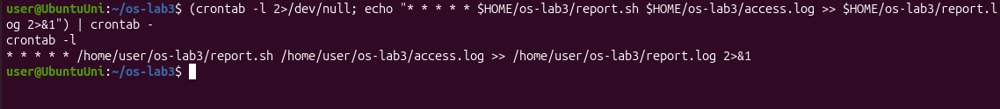 user@UbuntuUni:~/os-lab3$ (crontab -l 2>/dev/null; echo "* * * * * $HOME/os-lab3/report.sh $HOME/os-lab3/access.log >> $HOME/os-lab3/report.l
og 2>&1") | crontab -
crontab -l
* * * * * /home/user/os-lab3/report.sh /home/user/os-lab3/access.log >> /home/user/os-lab3/report.log 2>&1
user@UbuntuUni:~/os-lab3$